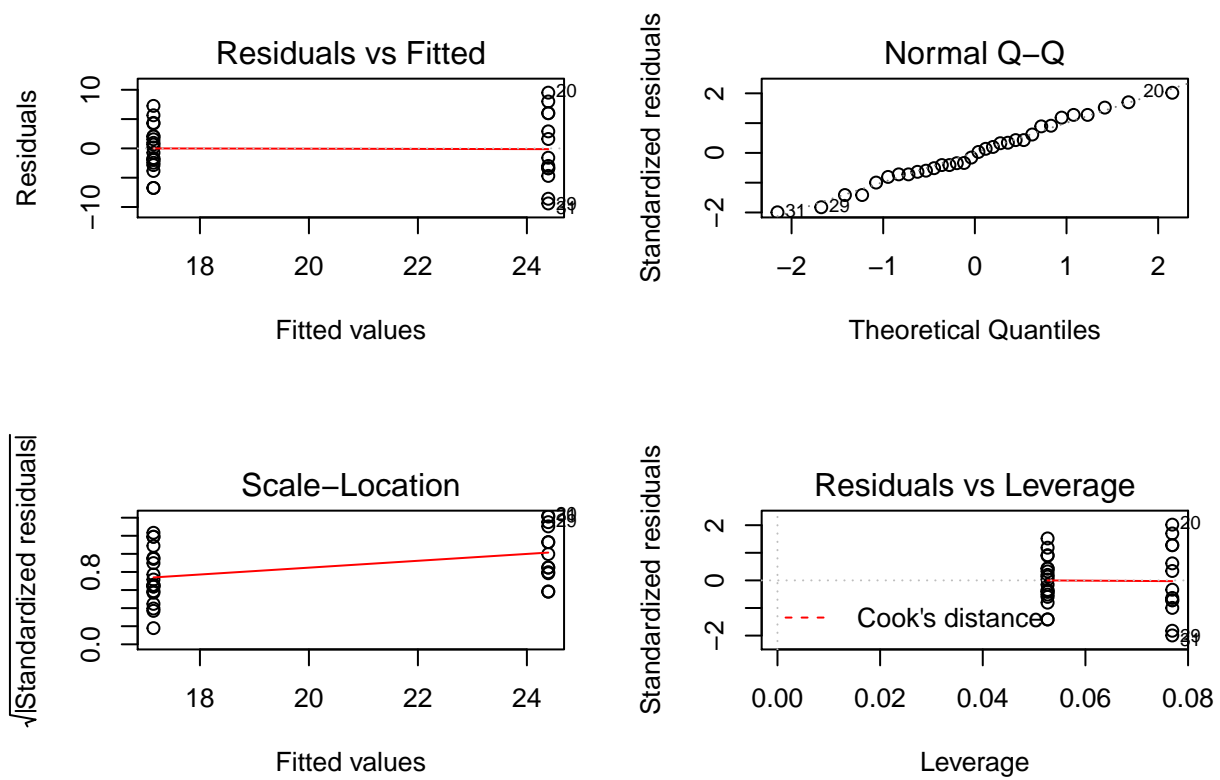 Residuals vs Fitted
Residuals
10
0
−10
20
29
31
18
20
22
24
Fitted values
Normal Q−Q
Standardized residuals
2
0
−2
20
31
29
−2
−1
0
1
2
Theoretical Quantiles
Scale−Location
√|Standardized residuals|
0.8
0.0
29
18
20
22
24
Fitted values
Residuals vs Leverage
Standardized residuals
2
0
−2
20
29
Cook's distance
0.00
0.02
0.04
0.06
0.08
Leverage